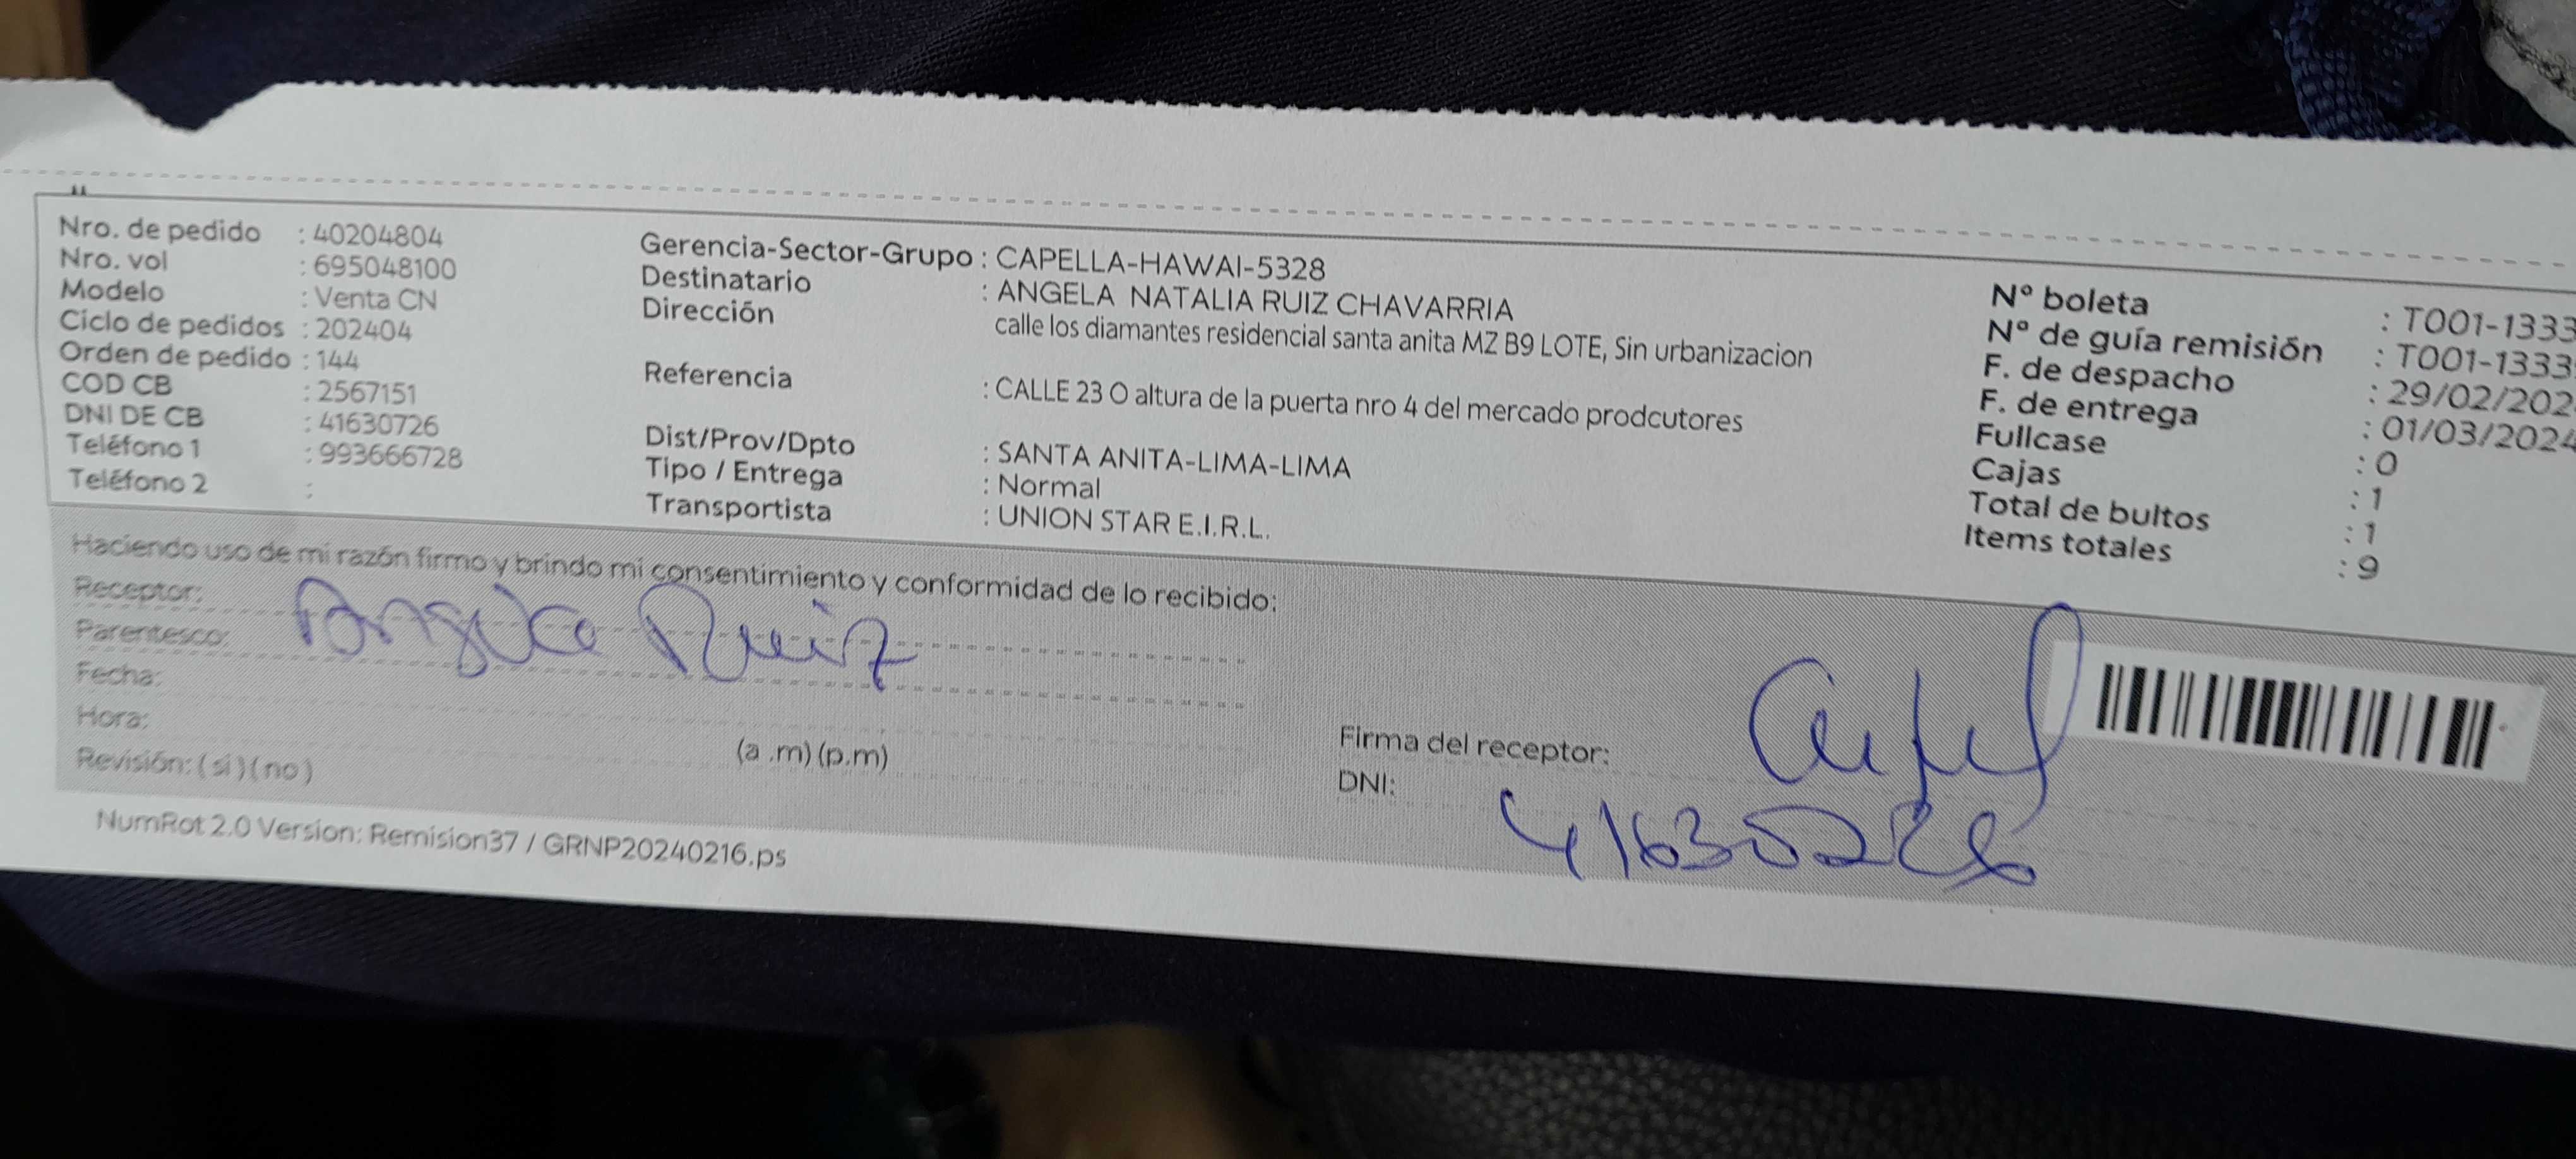 Nro. de pedido : 40204804
Nro. vol : 695048100
Modelo : Venta CN
Ciclo de pedidos : 202404
Orden de pedido : 144
COD CB : 2567151
DNI DE CB : 41630726
Teléfono 1 : 993666728
Teléfono 2 :
Gerencia-Sector-Grupo : CAPELLA-HAWAI-5328
Destinatario : ANGELA NATALIA RUIZ CHAVARRIA
Dirección calle los diamantes residencial santa anita MZ B9 LOTE, Sin urbanizacion
Referencia : CALLE 23 O altura de la puerta nro 4 del mercado prodcutores
Dist/Prov/Dpto : SANTA ANITA-LIMA-LIMA
Tipo / Entrega : Normal
Transportista : UNION STAR E.I.R.L.
N° boleta : T001-1333
N° de guía remisión : T001-1333
F. de despacho : 29/02/202
F. de entrega : 01/03/2024
Fullcase : 0
Cajas : 1
Total de bultos : 1
Items totales : 9
Haciendo uso de mi razón firmo y brindo mi consentimiento y conformidad de lo recibido:
Receptor: Angela Ruiz
Parentesco:
Fecha:
Hora: (a .m) (p.m)
Revisión: ( si ) ( no )
Firma del receptor:
DNI: 41630726
NumRot 2.0 Version: Remision37 / GRNP20240216.ps